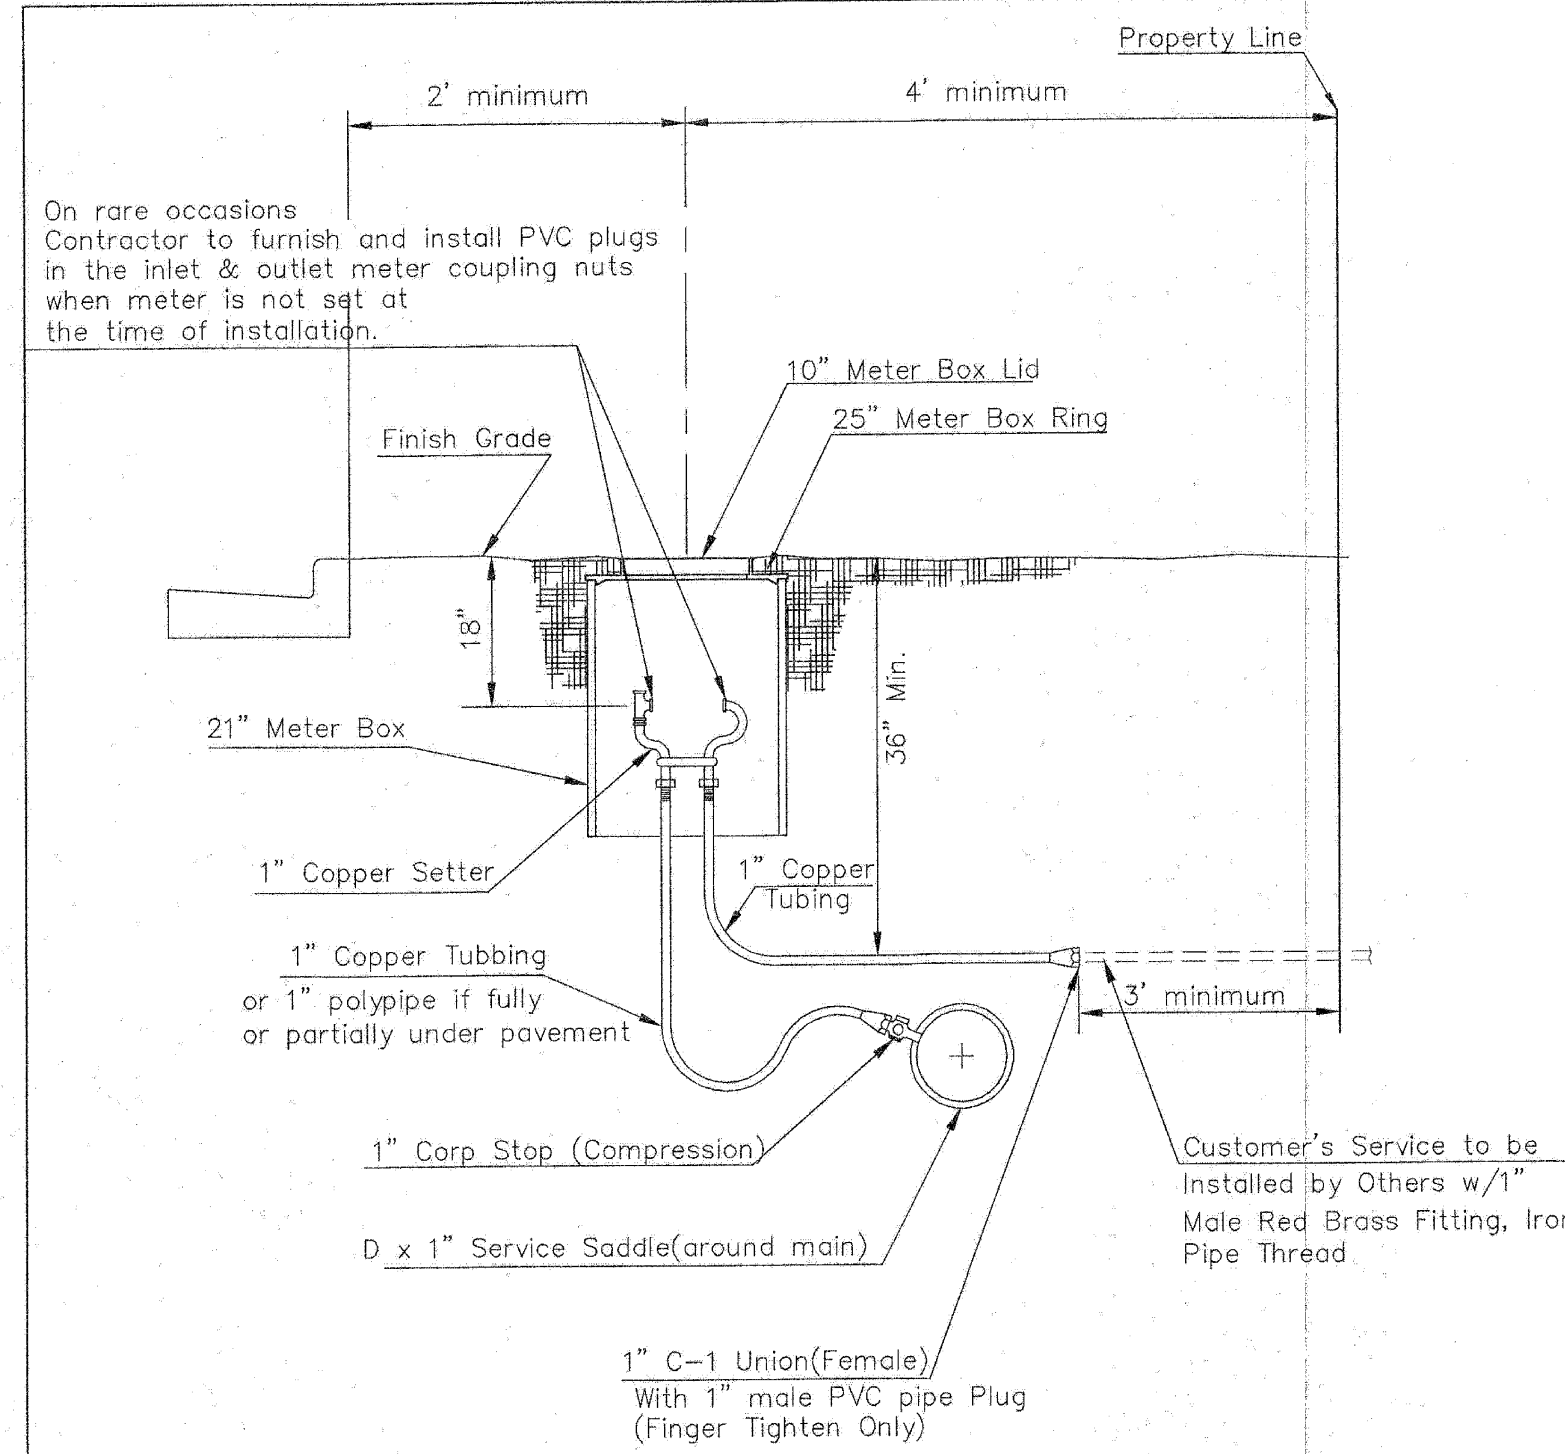 Property Line
2' minimum
4' minimum
On rare occasions
Contractor to furnish and install PVC plugs
in the inlet & outlet meter coupling nuts
when meter is not set at
the time of installation.
10" Meter Box Lid
25" Meter Box Ring
Finish Grade
18"
36" Min.
21" Meter Box
1" Copper Setter
1" Copper
Tubing
1" Copper Tubbing
or 1" polypipe if fully
or partially under pavement
3' minimum
1" Corp Stop (Compression)
Customer's Service to be
Installed by Others w/1"
Male Red Brass Fitting, Iron
Pipe Thread
D x 1" Service Saddle(around main)
1" C-1 Union(Female)
With 1" male PVC pipe Plug
(Finger Tighten Only)